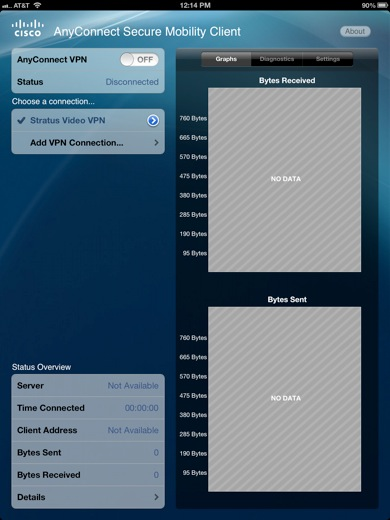 AT&T
12:14 PM
90%
CISCO
AnyConnect Secure Mobility Client
About
AnyConnect VPN
OFF
Status
Disconnected
Choose a connection...
Stratus Video VPN
Add VPN Connection...
Status Overview
Server
Not Available
Time Connected
00:00:00
Client Address
Not Available
Bytes Sent
0
Bytes Received
0
Details
Graphs
Diagnostics
Settings
Bytes Received
760 Bytes
665 Bytes
570 Bytes
475 Bytes
380 Bytes
285 Bytes
190 Bytes
95 Bytes
NO DATA
Bytes Sent
760 Bytes
665 Bytes
570 Bytes
475 Bytes
380 Bytes
285 Bytes
190 Bytes
95 Bytes
NO DATA